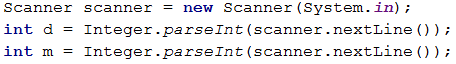 Scanner scanner = new Scanner(System.in);
int d = Integer.parseInt(scanner.nextLine());
int m = Integer.parseInt(scanner.nextLine());